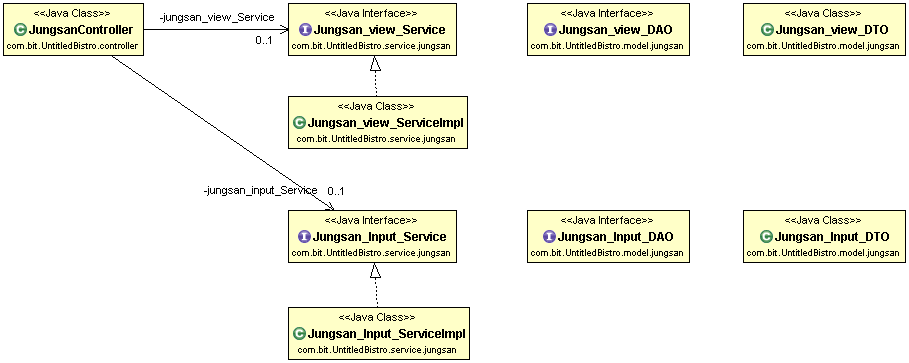 <<Java Class>>
JungsanController
com.bit.UntitledBistro.controller
-jungsan_view_Service
0..1
<<Java Interface>>
Jungsan_view_Service
com.bit.UntitledBistro.service.jungsan
<<Java Interface>>
Jungsan_view_DAO
com.bit.UntitledBistro.model.jungsan
<<Java Class>>
Jungsan_view_DTO
com.bit.UntitledBistro.model.jungsan
<<Java Class>>
Jungsan_view_ServiceImpl
com.bit.UntitledBistro.service.jungsan
-jungsan_input_Service
0..1
<<Java Interface>>
Jungsan_Input_Service
com.bit.UntitledBistro.service.jungsan
<<Java Interface>>
Jungsan_Input_DAO
com.bit.UntitledBistro.model.jungsan
<<Java Class>>
Jungsan_Input_DTO
com.bit.UntitledBistro.model.jungsan
<<Java Class>>
Jungsan_Input_ServiceImpl
com.bit.UntitledBistro.service.jungsan